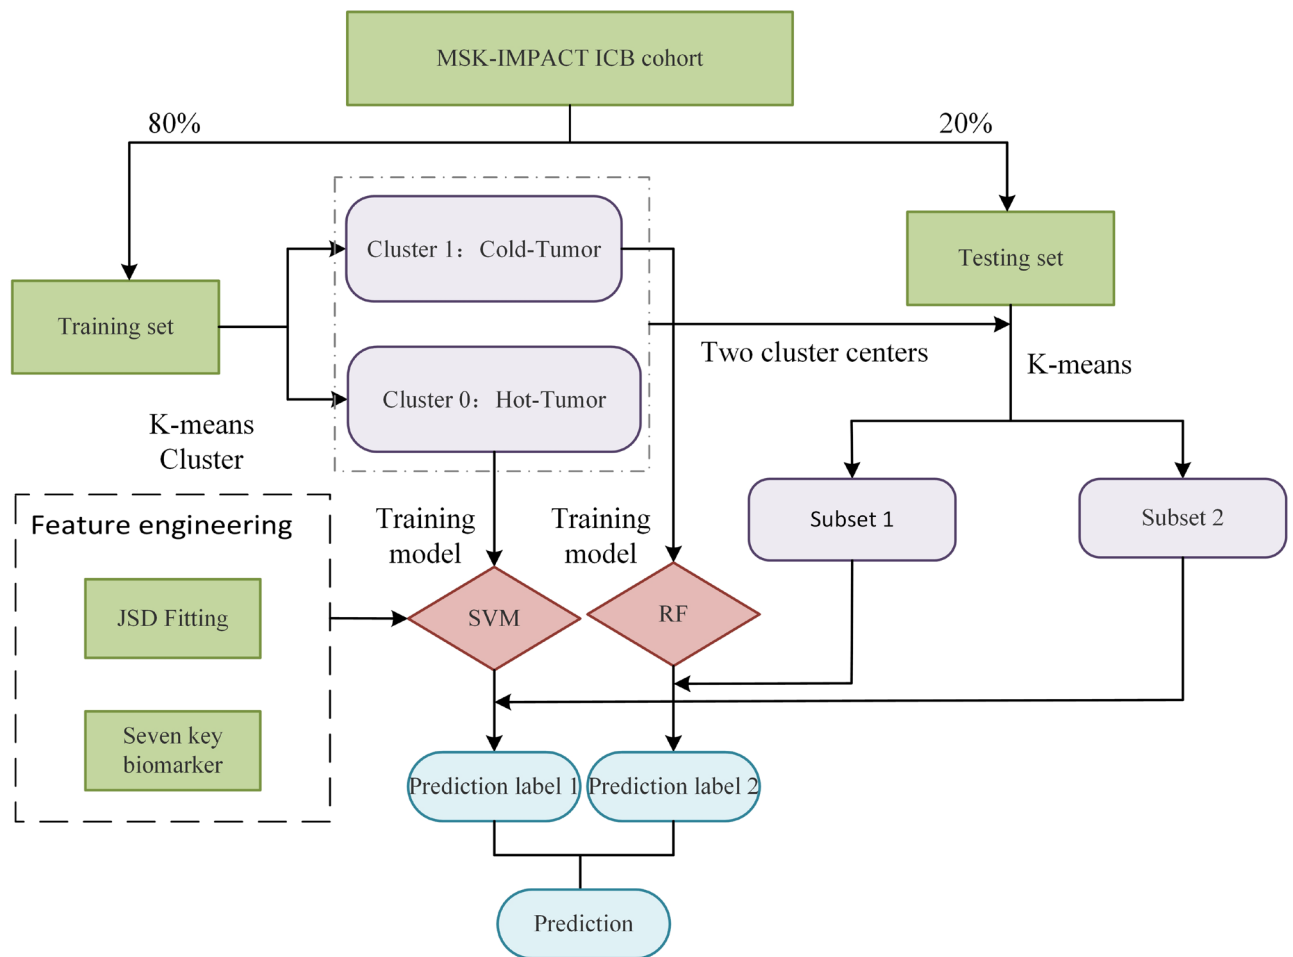 MSK-IMPACT ICB cohort
80%
20%
Cluster 1：Cold-Tumor
Testing set
Training set
Two cluster centers
K-means
Cluster 0：Hot-Tumor
K-means
Cluster
Feature engineering
Training
model
Training
model
Subset 1
Subset 2
JSD Fitting
SVM
RF
Seven key
biomarker
Prediction label 1
Prediction label 2
Prediction